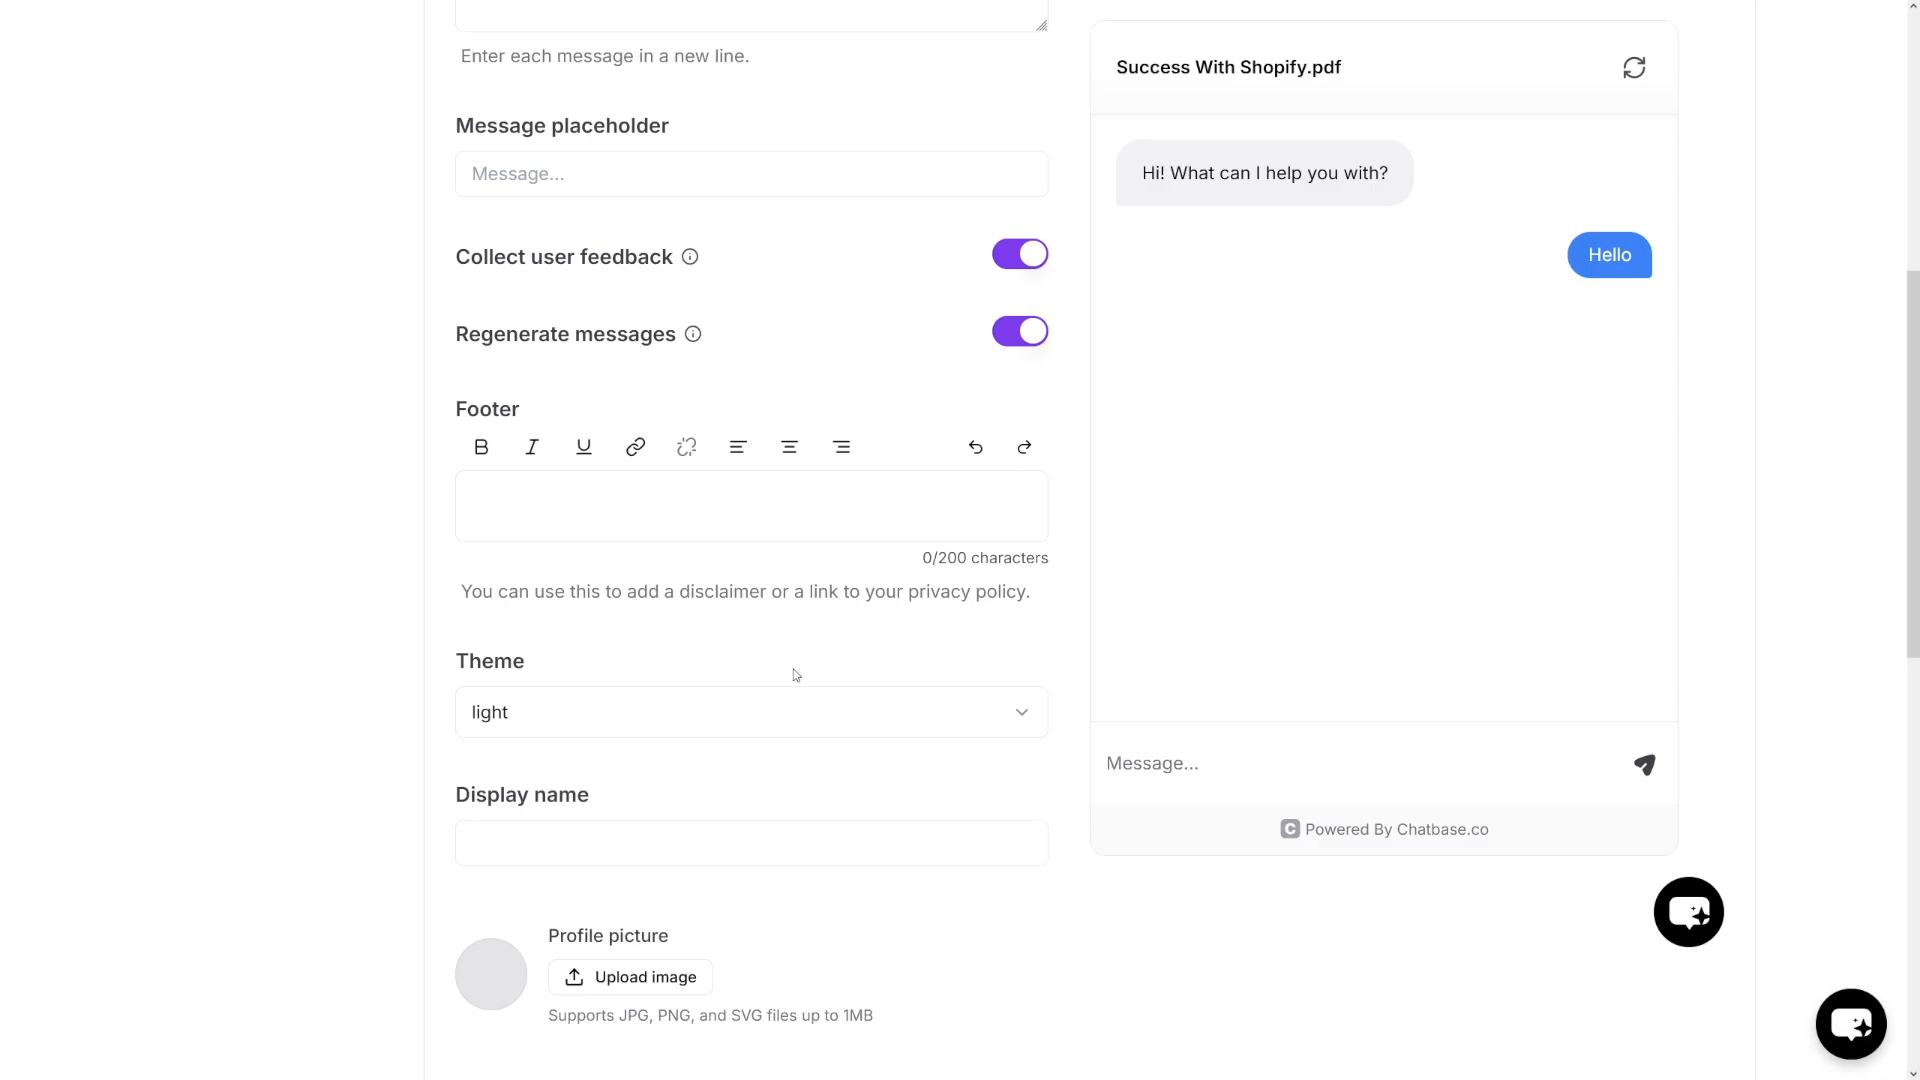 Enter each message in a new line.
Message placeholder
Message...
Collect user feedback
Regenerate messages
Footer
0/200 characters
You can use this to add a disclaimer or a link to your privacy policy.
Theme
light
Display name
Profile picture
Upload image
Supports JPG, PNG, and SVG files up to 1MB
Success With Shopify.pdf
Hi! What can I help you with?
Hello
Message...
Powered By Chatbase.co